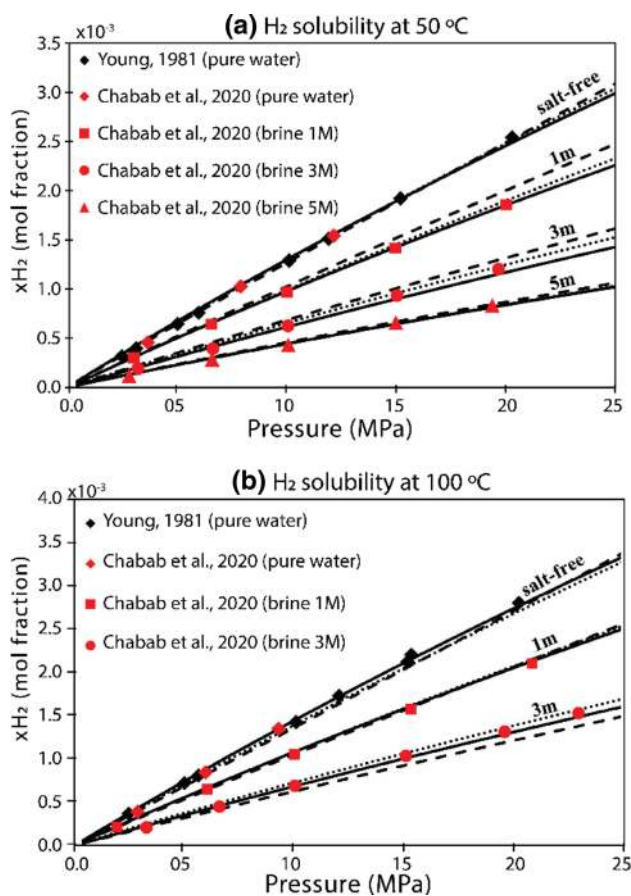 (a) H₂ solubility at 50 ºC
x10⁻³
3.5
3.0
2.5
2.0
1.5
1.0
0.5
0.0
xH₂ (mol fraction)
Young, 1981 (pure water)
Chabab et al., 2020 (pure water)
Chabab et al., 2020 (brine 1M)
Chabab et al., 2020 (brine 3M)
Chabab et al., 2020 (brine 5M)
salt-free
1m
3m
5m
0.0 05 10 15 20 25
Pressure (MPa)
(b) H₂ solubility at 100 ºC
x10⁻³
4.0
3.5
3.0
2.5
2.0
1.5
1.0
0.5
0.0
xH₂ (mol fraction)
Young, 1981 (pure water)
Chabab et al., 2020 (pure water)
Chabab et al., 2020 (brine 1M)
Chabab et al., 2020 (brine 3M)
salt-free
1m
3m
0.0 05 10 15 20 25
Pressure (MPa)